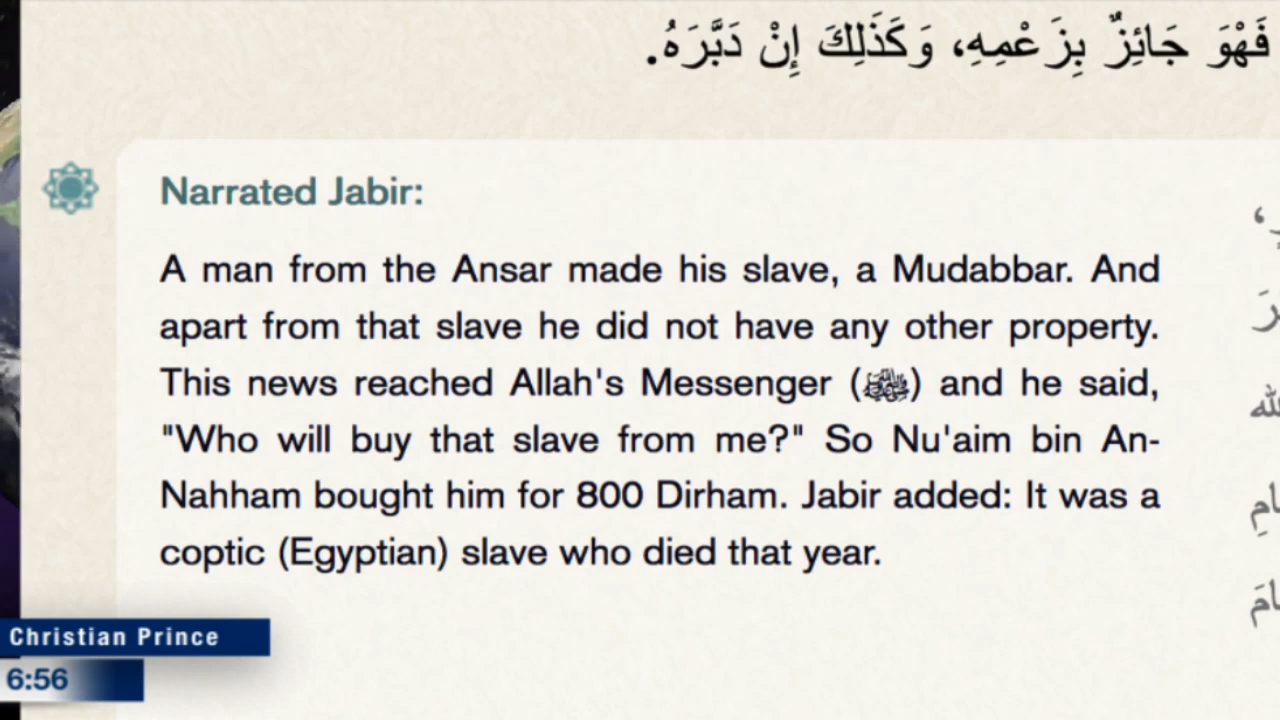 فَهْوَ جَائِزٌ بِزَعْمِهِ، وَكَذَلِكَ إِنْ دَبَّرَهُ.
Narrated Jabir:
A man from the Ansar made his slave, a Mudabbar. And
apart from that slave he did not have any other property.
This news reached Allah's Messenger (ﷺ) and he said,
"Who will buy that slave from me?" So Nu'aim bin An-
Nahham bought him for 800 Dirham. Jabir added: It was a
coptic (Egyptian) slave who died that year.
Christian Prince
6:56